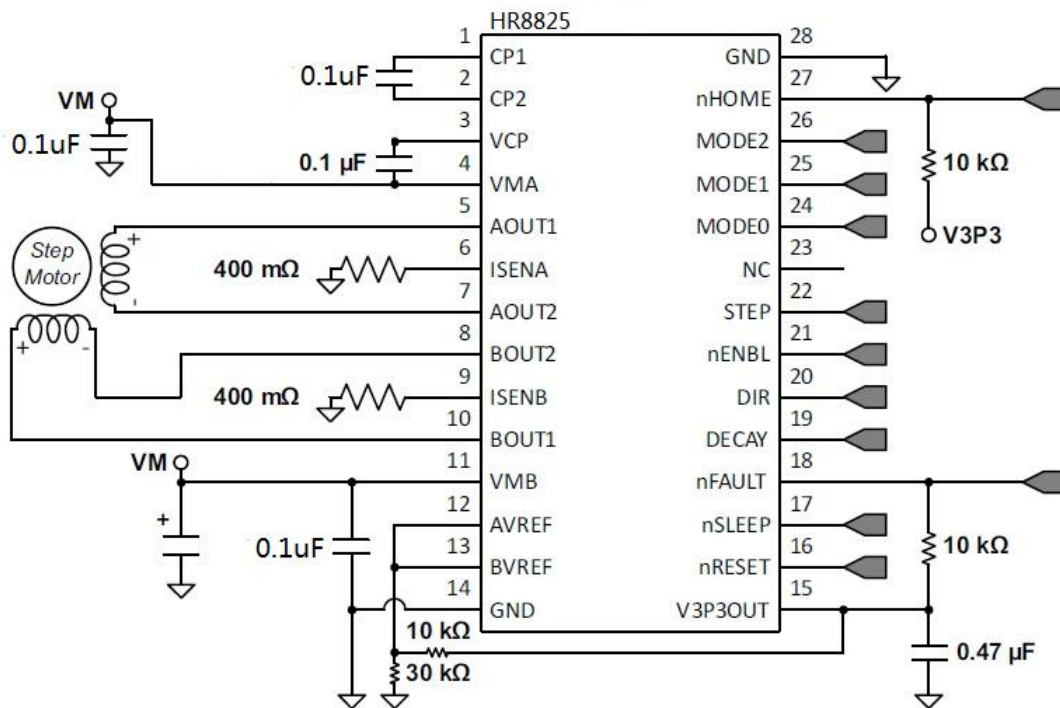 HR8825
1
CP1
2
CP2
3
VCP
4
VMA
5
AOUT1
6
ISENA
7
AOUT2
8
BOUT2
9
ISENB
10
BOUT1
11
VMB
12
AVREF
13
BVREF
14
GND
28
GND
27
nHOME
26
MODE2
25
MODE1
24
MODE0
23
NC
22
STEP
21
nENBL
20
DIR
19
DECAY
18
nFAULT
17
nSLEEP
16
nRESET
15
V3P3OUT
0.1uF
VM
0.1uF
0.1 µF
Step
Motor
+
-
+
-
400 mΩ
400 mΩ
VM
+
0.1uF
10 kΩ
30 kΩ
10 kΩ
V3P3
10 kΩ
0.47 µF